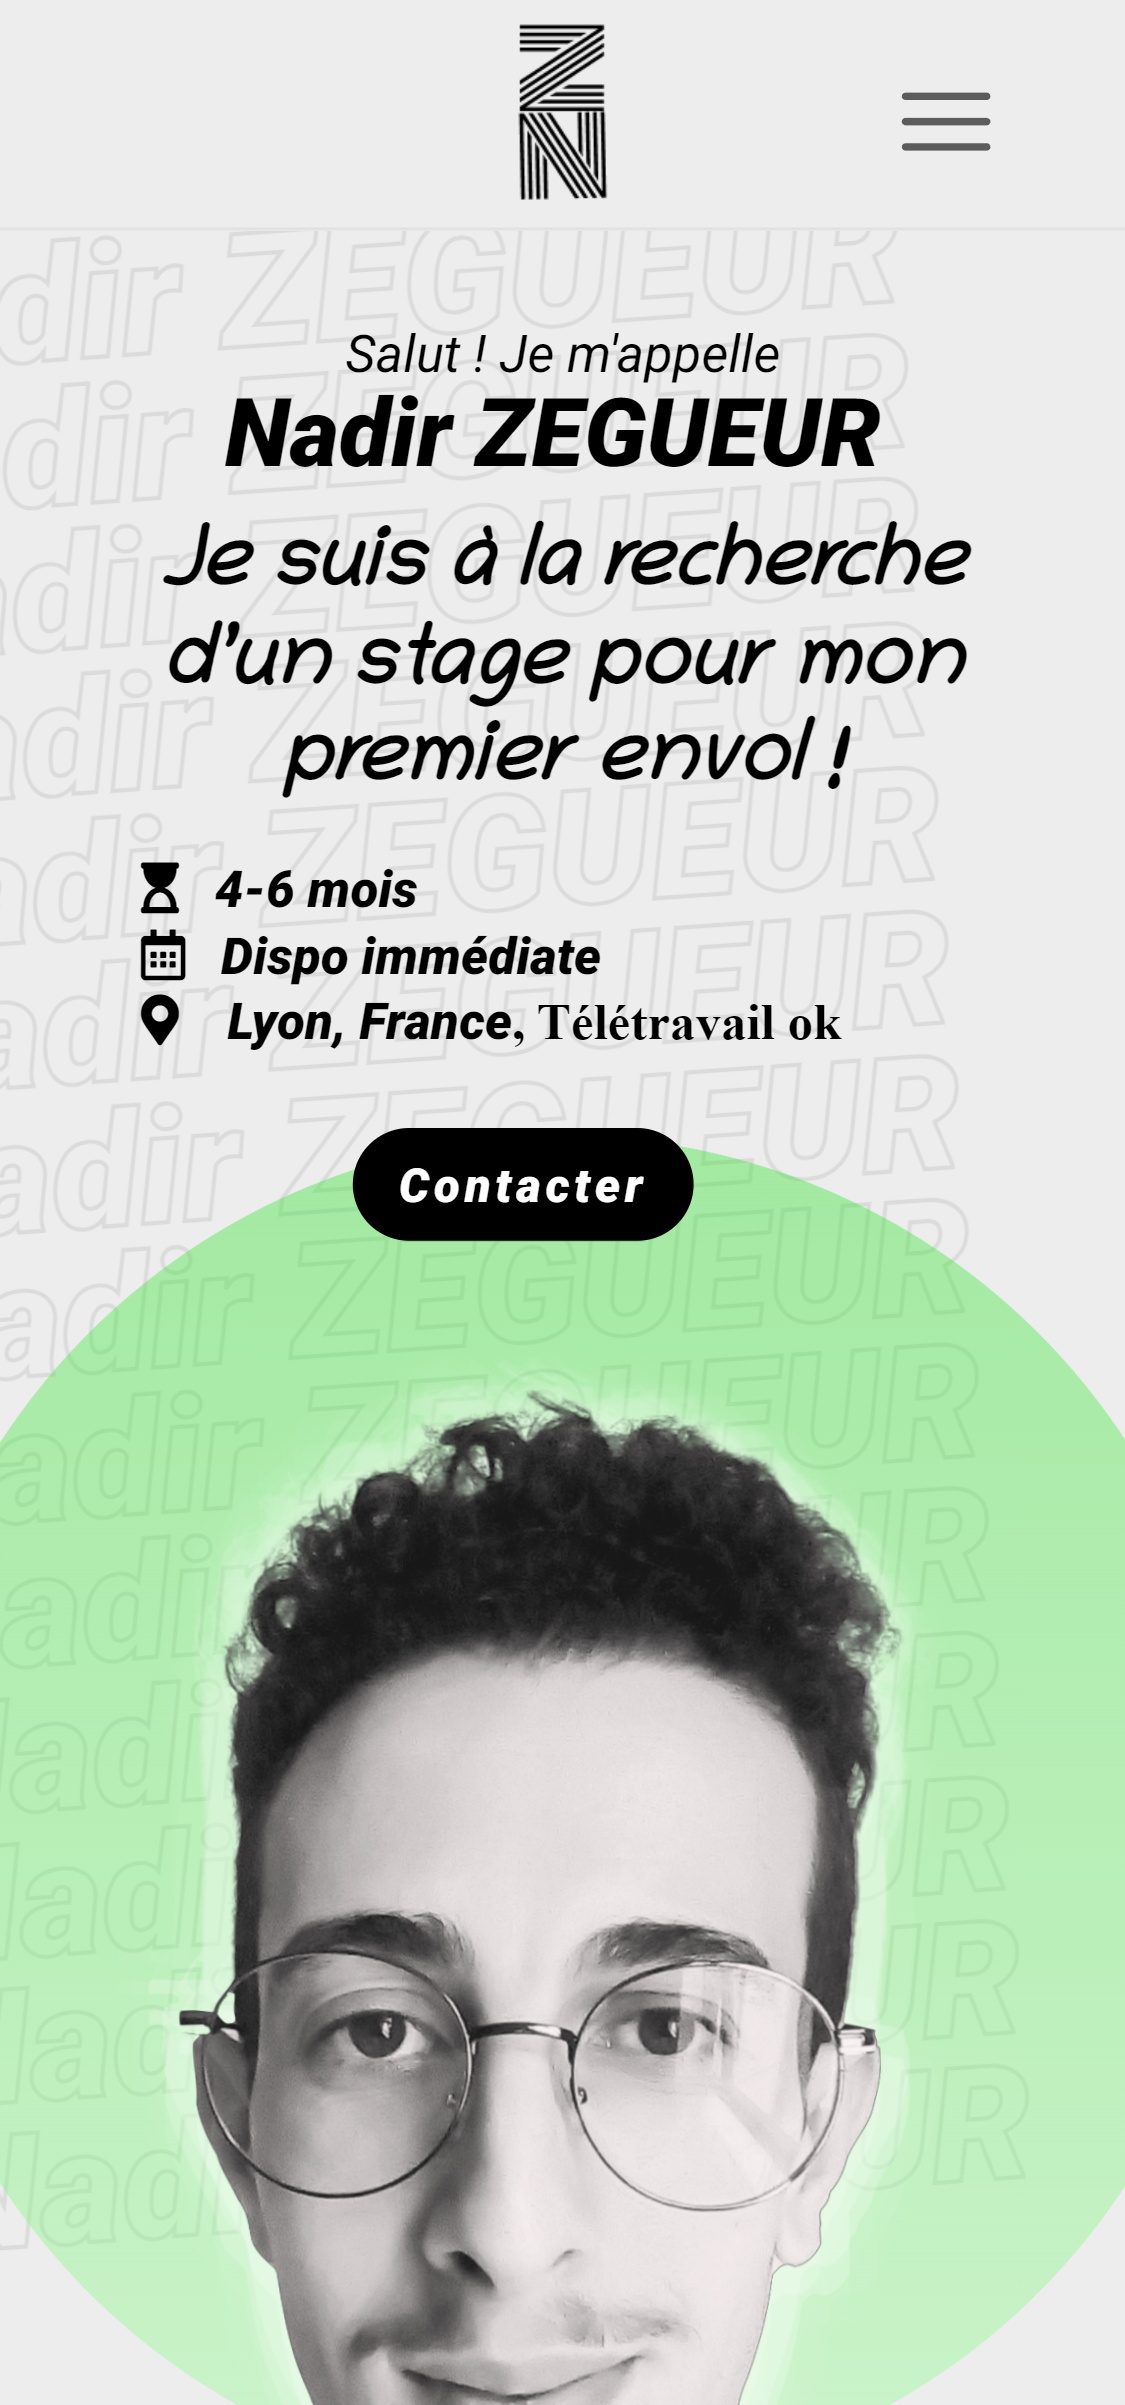 ZN
Salut ! Je m'appelle
Nadir ZEGUEUR
Je suis à la recherche
d'un stage pour mon
premier envol !
4-6 mois
Dispo immédiate
Lyon, France, Télétravail ok
Contacter